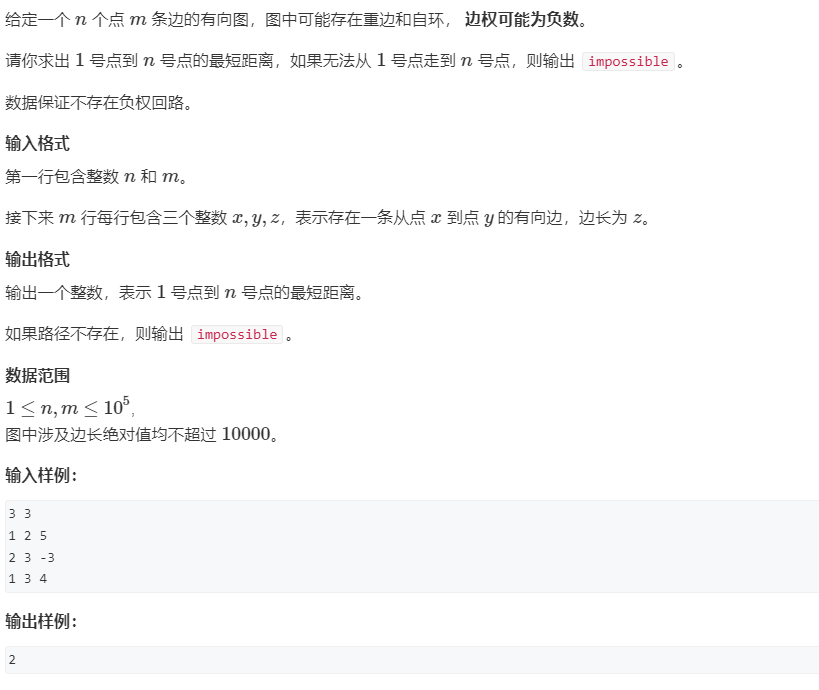 给定一个 n 个点 m 条边的有向图，图中可能存在重边和自环， 边权可能为负数。
请你求出 1 号点到 n 号点的最短距离，如果无法从 1 号点走到 n 号点，则输出 impossible 。
数据保证不存在负权回路。
输入格式
第一行包含整数 n 和 m。
接下来 m 行每行包含三个整数 x, y, z，表示存在一条从点 x 到点 y 的有向边，边长为 z。
输出格式
输出一个整数，表示 1 号点到 n 号点的最短距离。
如果路径不存在，则输出 impossible 。
数据范围
1 ≤ n, m ≤ 10⁵,
图中涉及边长绝对值均不超过 10000。
输入样例：
3 3
1 2 5
2 3 -3
1 3 4
输出样例：
2